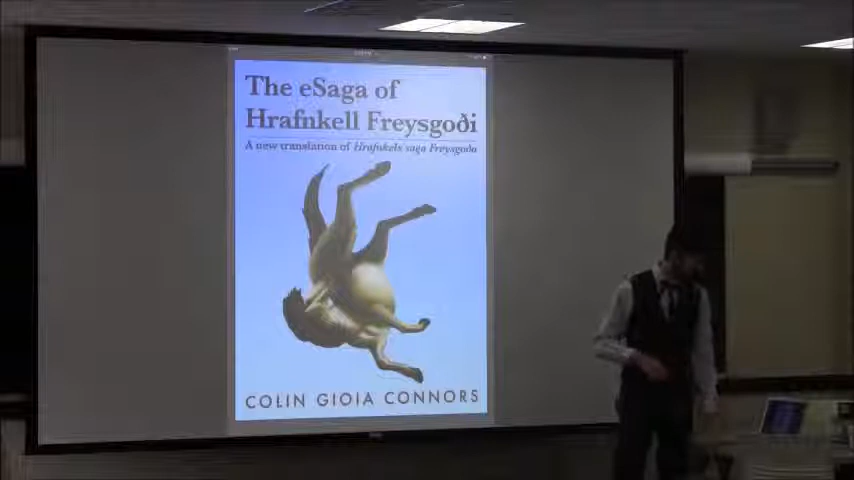 The eSaga of
Hrafnkell Freysgoði
A new translation of Hrafnkels saga Freysgoða
COLIN GIOIA CONNORS